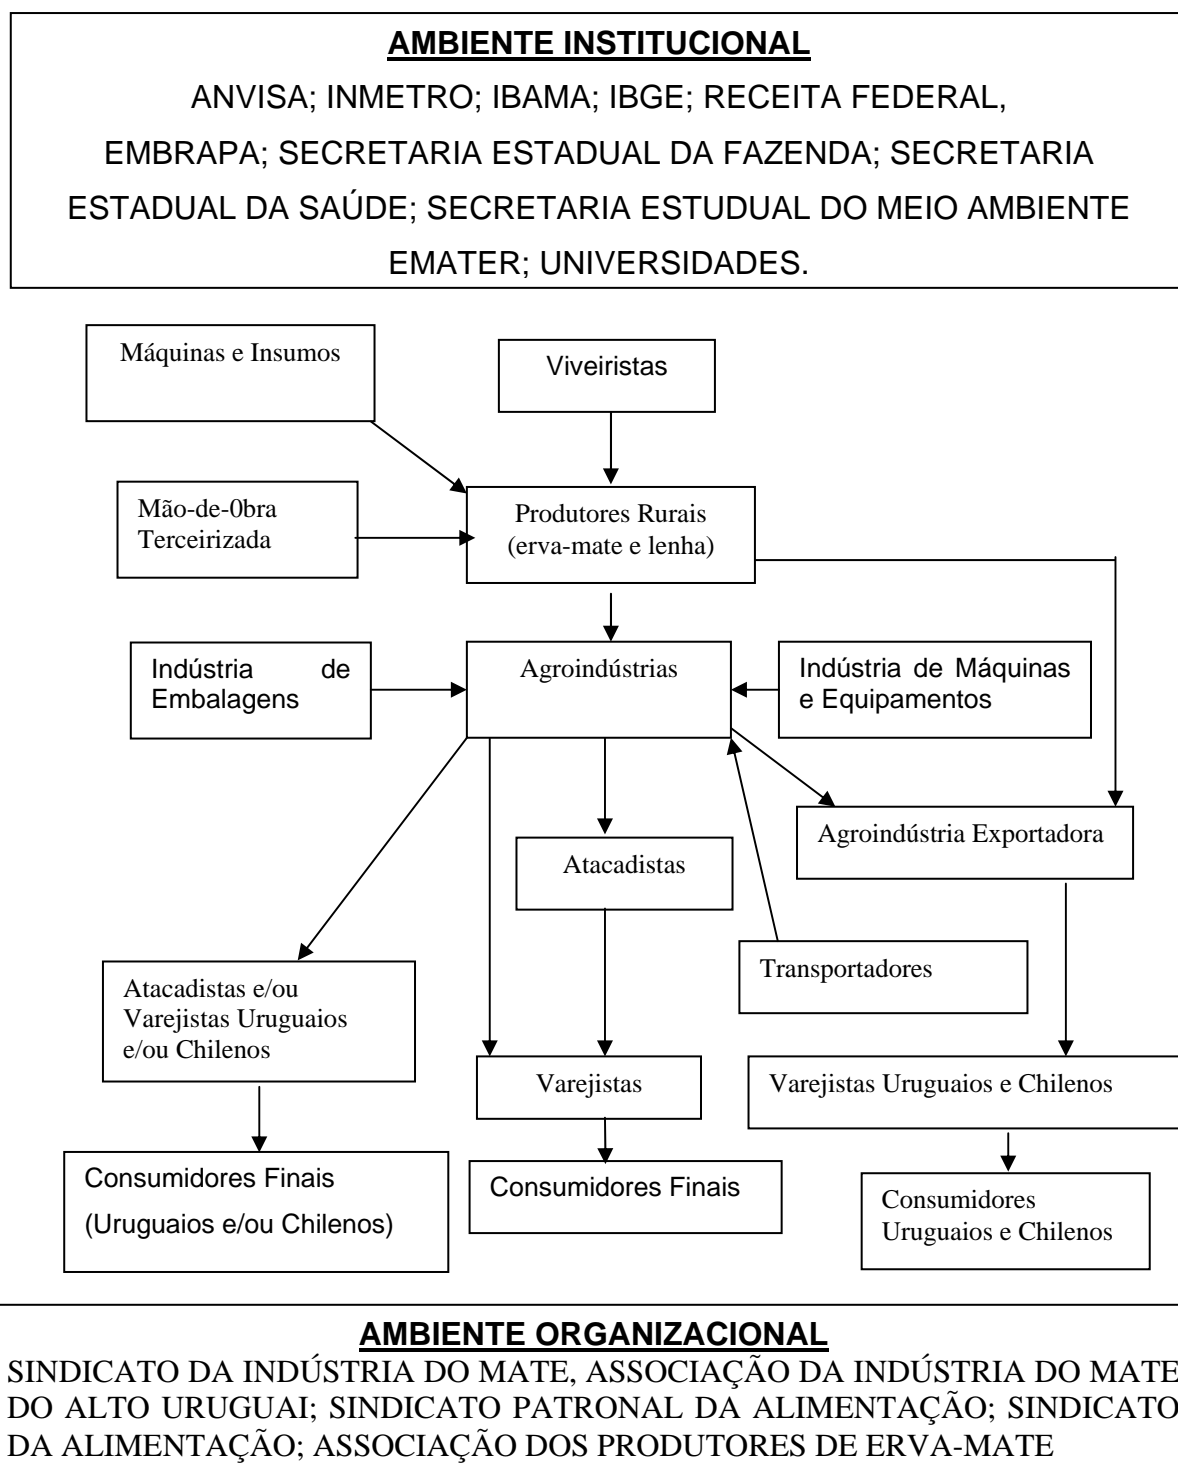 AMBIENTE INSTITUCIONAL
ANVISA; INMETRO; IBAMA; IBGE; RECEITA FEDERAL,
EMBRAPA; SECRETARIA ESTADUAL DA FAZENDA; SECRETARIA
ESTADUAL DA SAÚDE; SECRETARIA ESTUDUAL DO MEIO AMBIENTE
EMATER; UNIVERSIDADES.
Máquinas e Insumos
Viveiristas
Mão-de-0bra
Terceirizada
Produtores Rurais
(erva-mate e lenha)
Indústria de
Embalagens
Agroindústrias
Indústria de Máquinas
e Equipamentos
Agroindústria Exportadora
Atacadistas
Transportadores
Atacadistas e/ou
Varejistas Uruguaios
e/ou Chilenos
Varejistas
Varejistas Uruguaios e Chilenos
Consumidores Finais
(Uruguaios e/ou Chilenos)
Consumidores Finais
Consumidores
Uruguaios e Chilenos
AMBIENTE ORGANIZACIONAL
SINDICATO DA INDÚSTRIA DO MATE, ASSOCIAÇÃO DA INDÚSTRIA DO MATE
DO ALTO URUGUAI; SINDICATO PATRONAL DA ALIMENTAÇÃO; SINDICATO
DA ALIMENTAÇÃO; ASSOCIAÇÃO DOS PRODUTORES DE ERVA-MATE